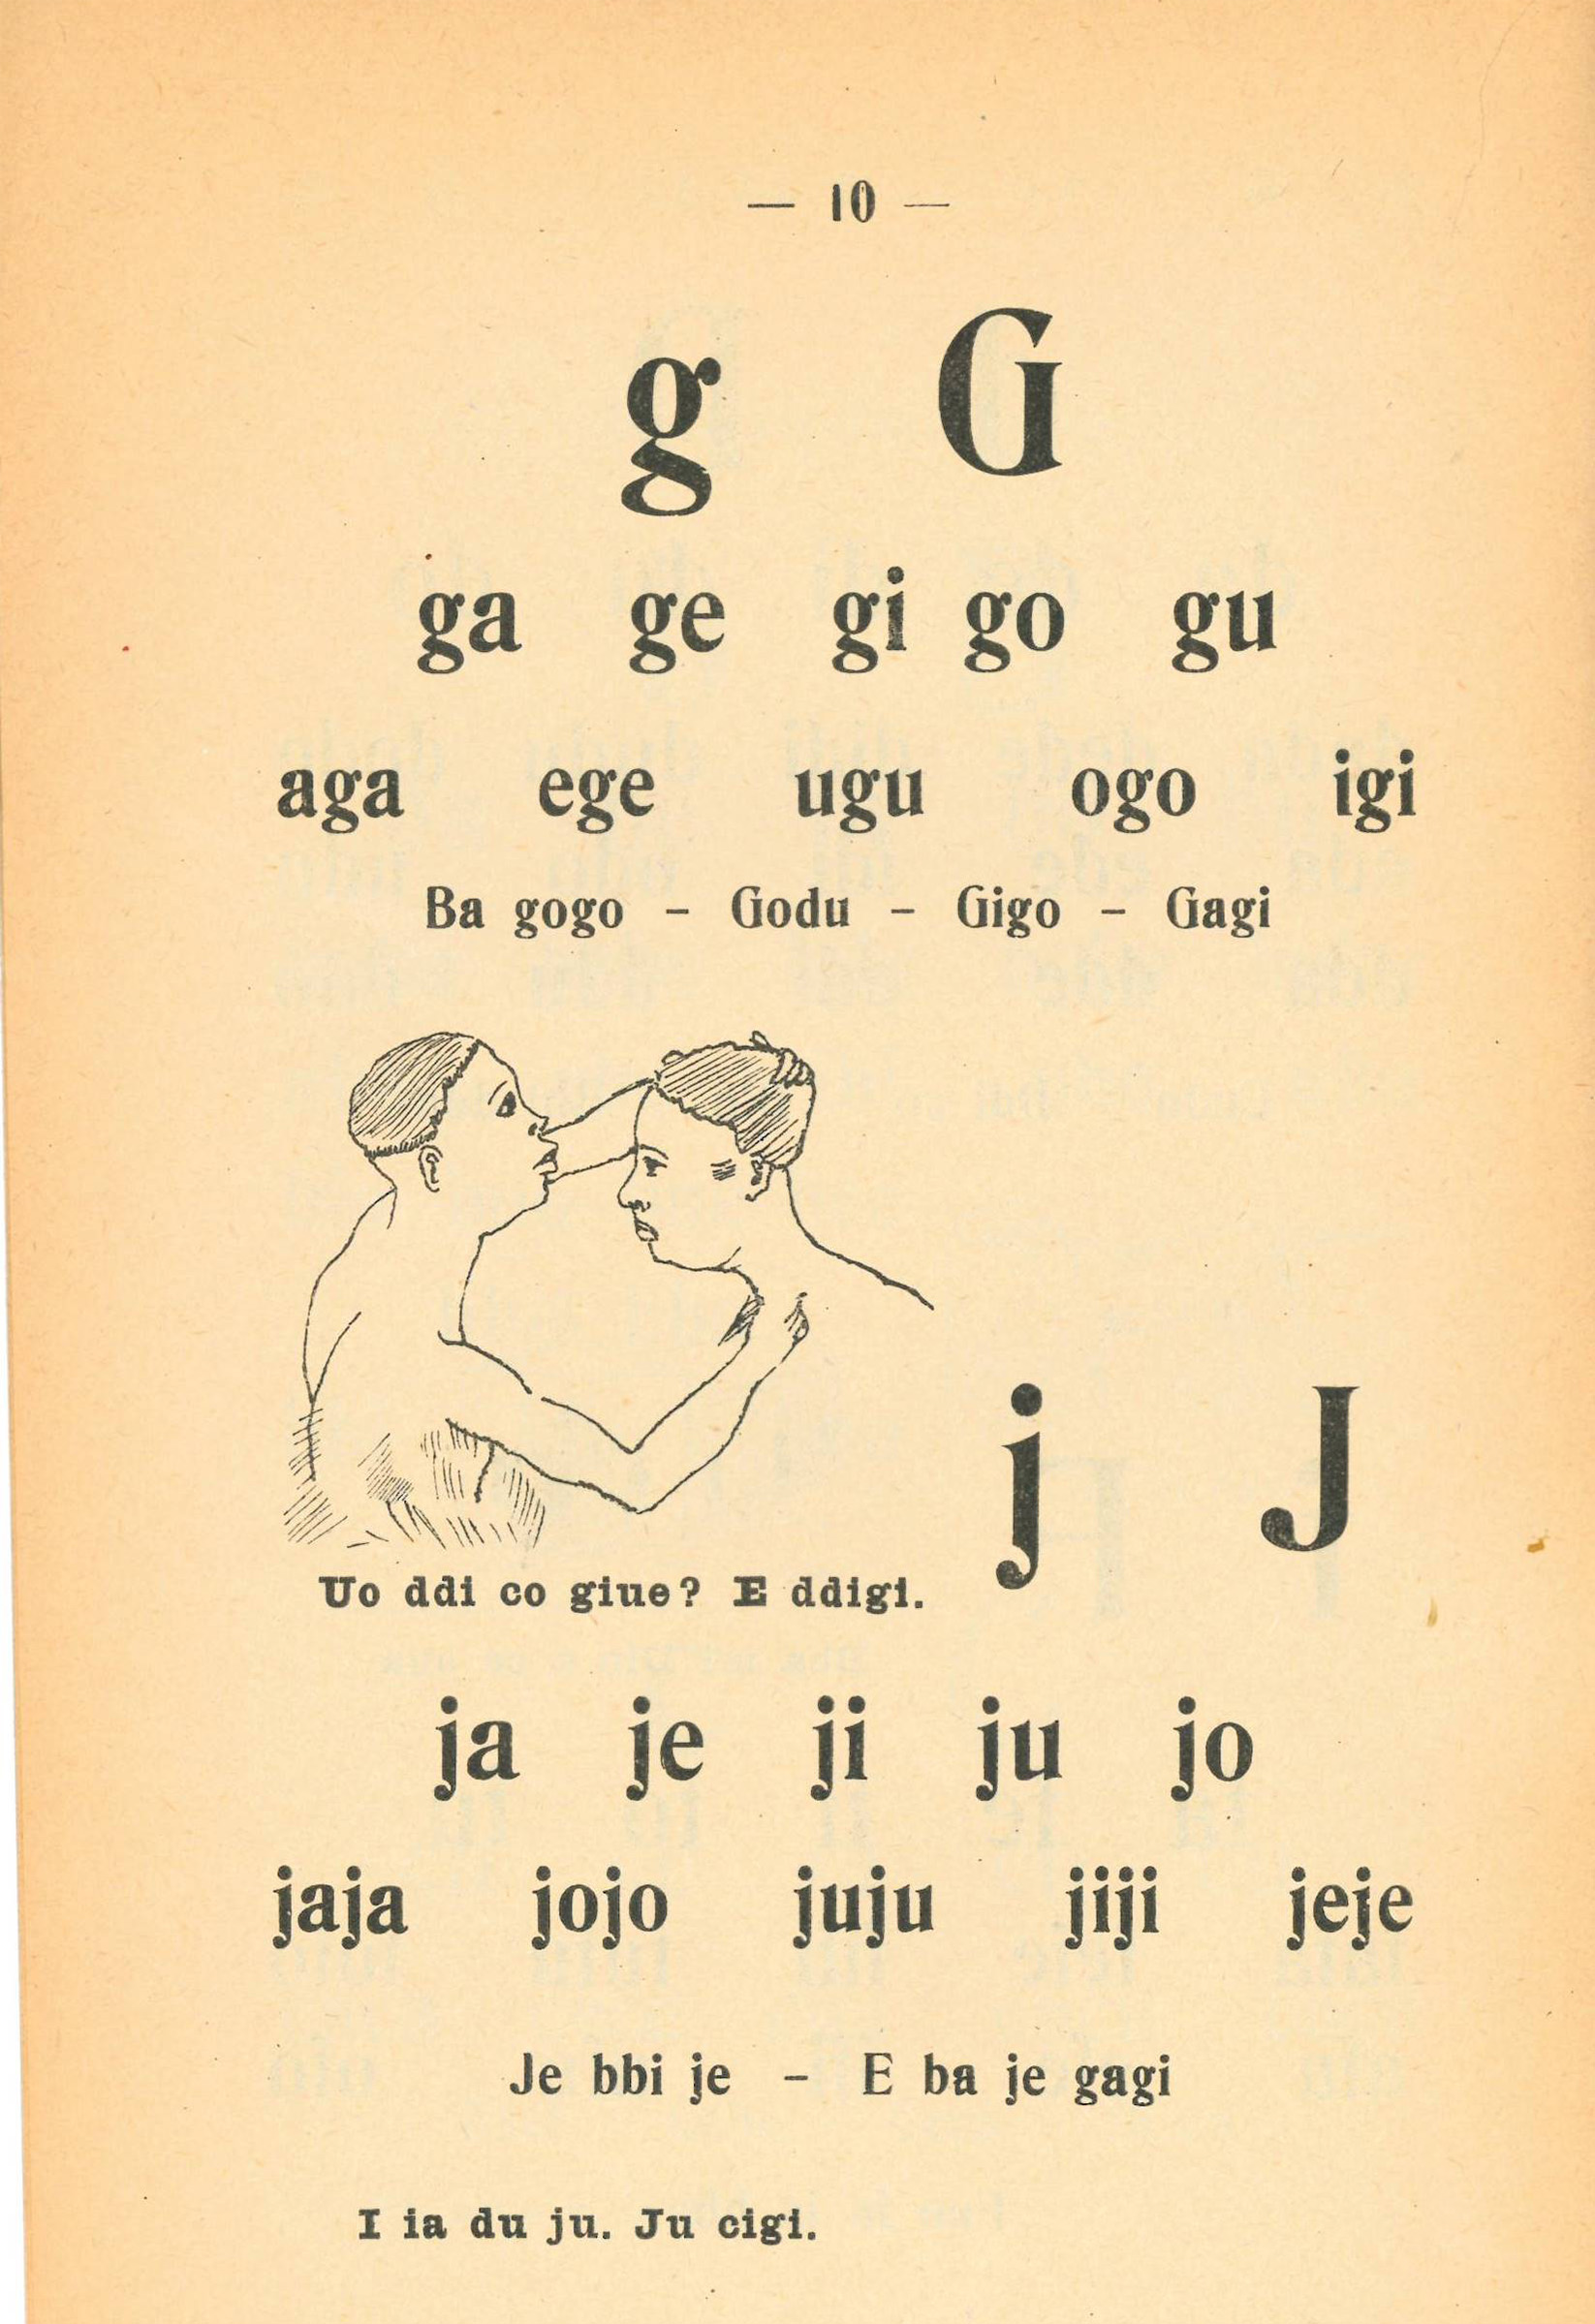 — 10 —
g G
ga ge gi go gu
aga ege ugu ogo igi
Ba gogo – Godu – Gigo – Gagi
j J
Uo ddi co giue? E ddigi.
ja je ji ju jo
jaja jojo juju jiji jeje
Je bbi je – E ba je gagi
I ia du ju. Ju cigi.